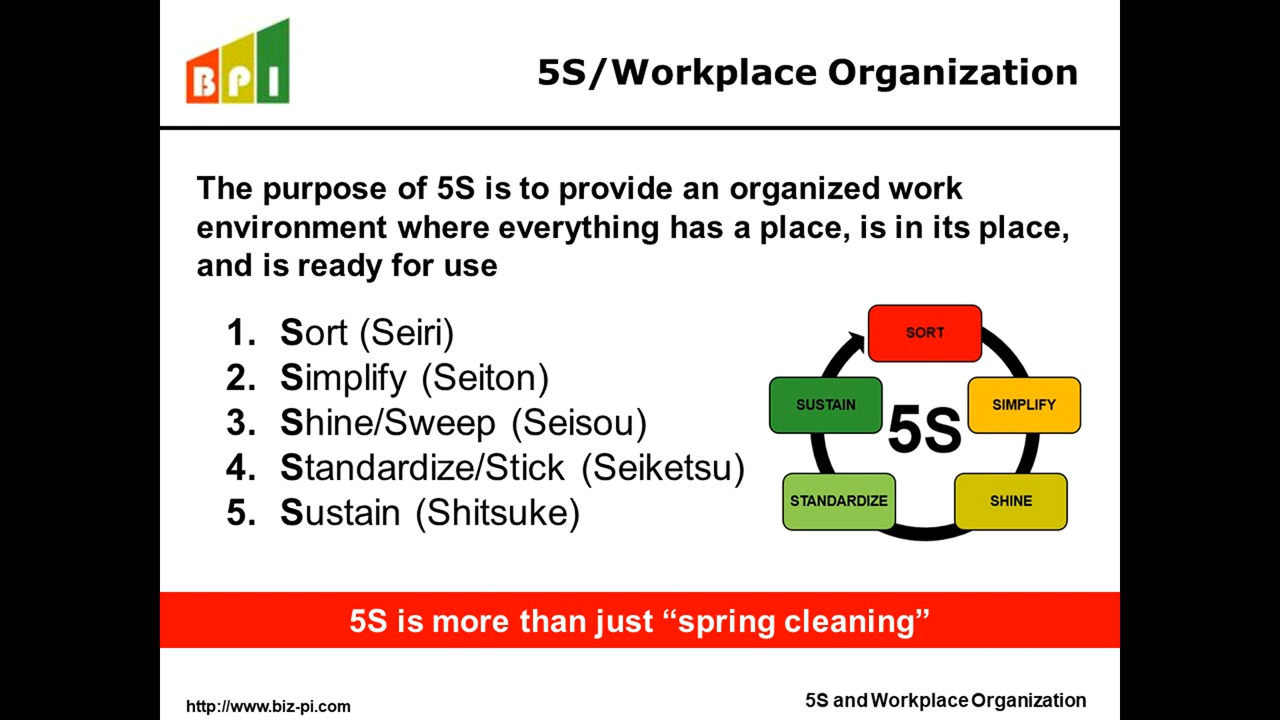 BPI
5S/Workplace Organization
The purpose of 5S is to provide an organized work
environment where everything has a place, is in its place,
and is ready for use
1. Sort (Seiri)
2. Simplify (Seiton)
3. Shine/Sweep (Seisou)
4. Standardize/Stick (Seiketsu)
5. Sustain (Shitsuke)
SORT
SUSTAIN
SIMPLIFY
5S
STANDARDIZE
SHINE
5S is more than just “spring cleaning”
http://www.biz-pi.com
5S and Workplace Organization